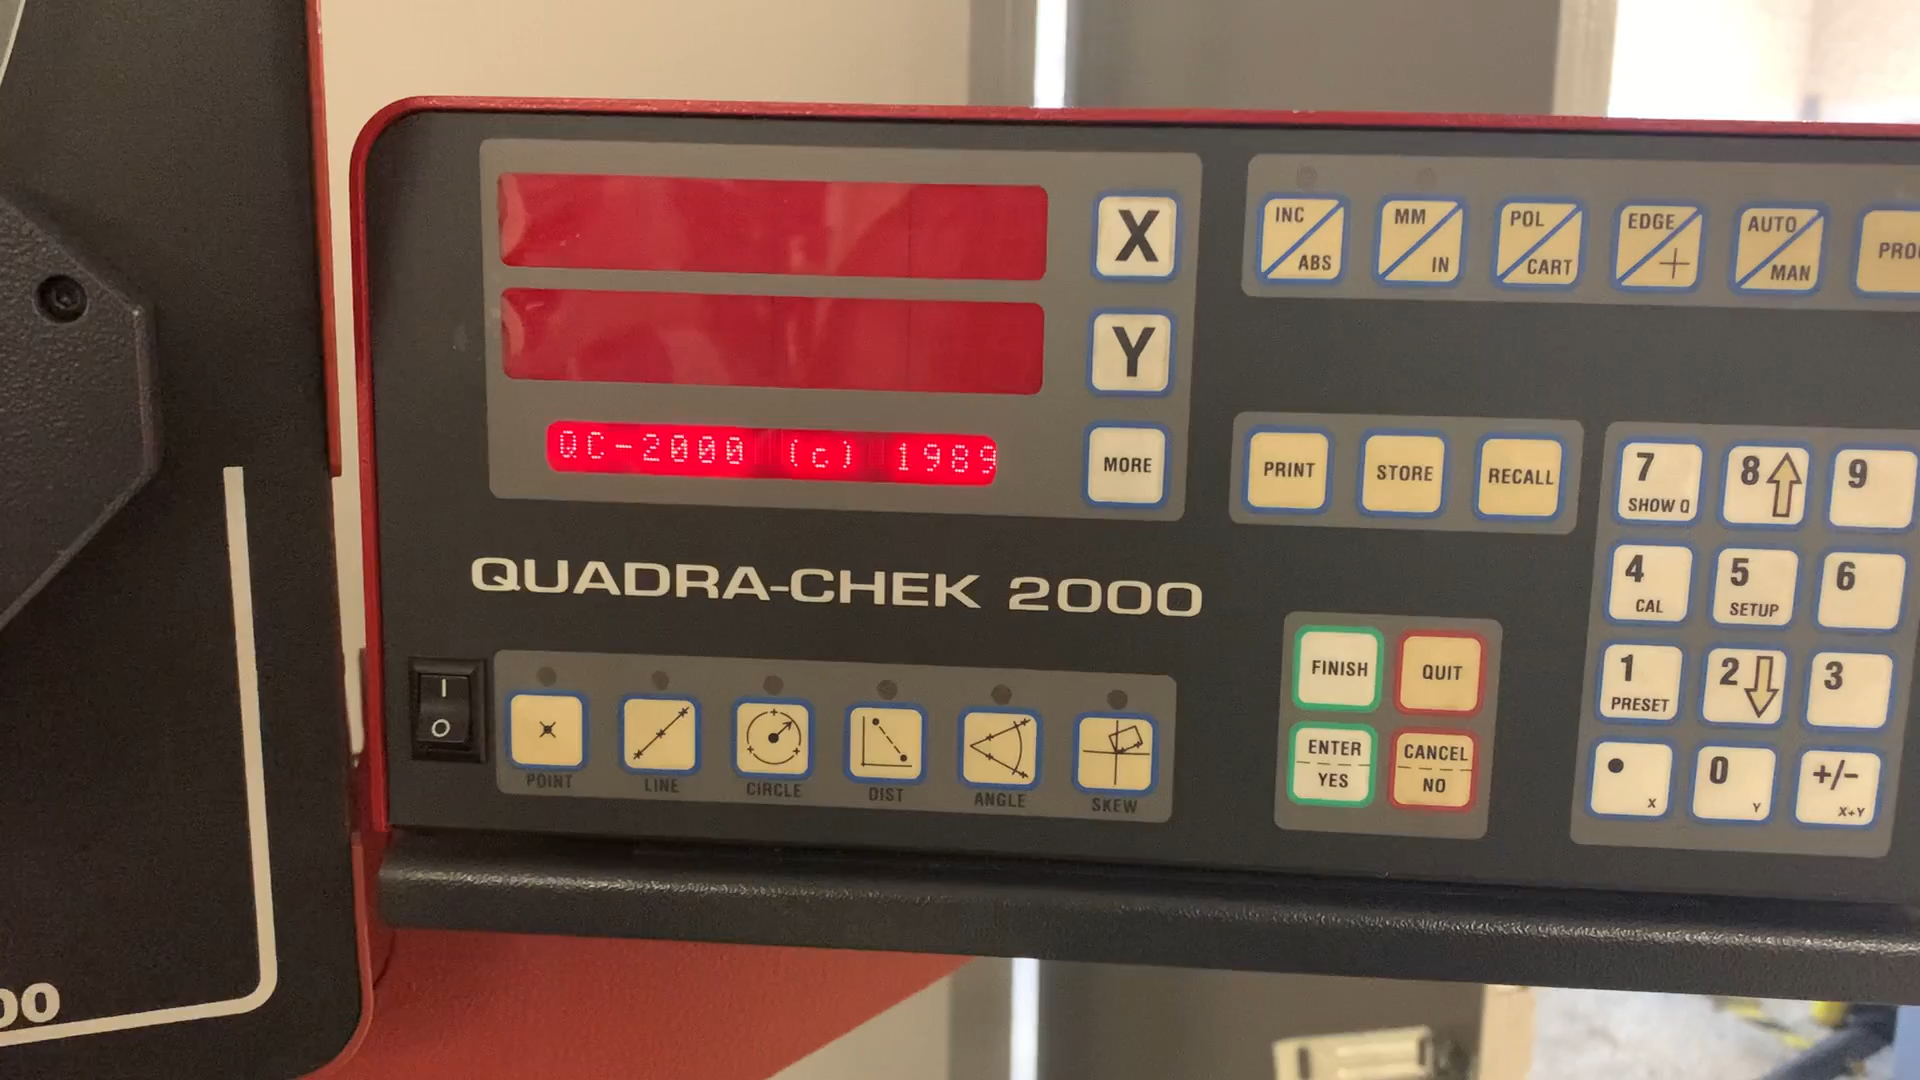 X
Y
QC-2000 (c) 1989
MORE
QUADRA-CHEK 2000
POINT
LINE
CIRCLE
DIST
ANGLE
SKEW
I
O
INC
ABS
MM
IN
POL
CART
EDGE
AUTO
MAN
PRINT
STORE
RECALL
FINISH
QUIT
ENTER
YES
CANCEL
NO
7
SHOW Q
8
9
4
CAL
5
SETUP
6
1
PRESET
2
3
•
X
0
Y
+/-
X+Y
00